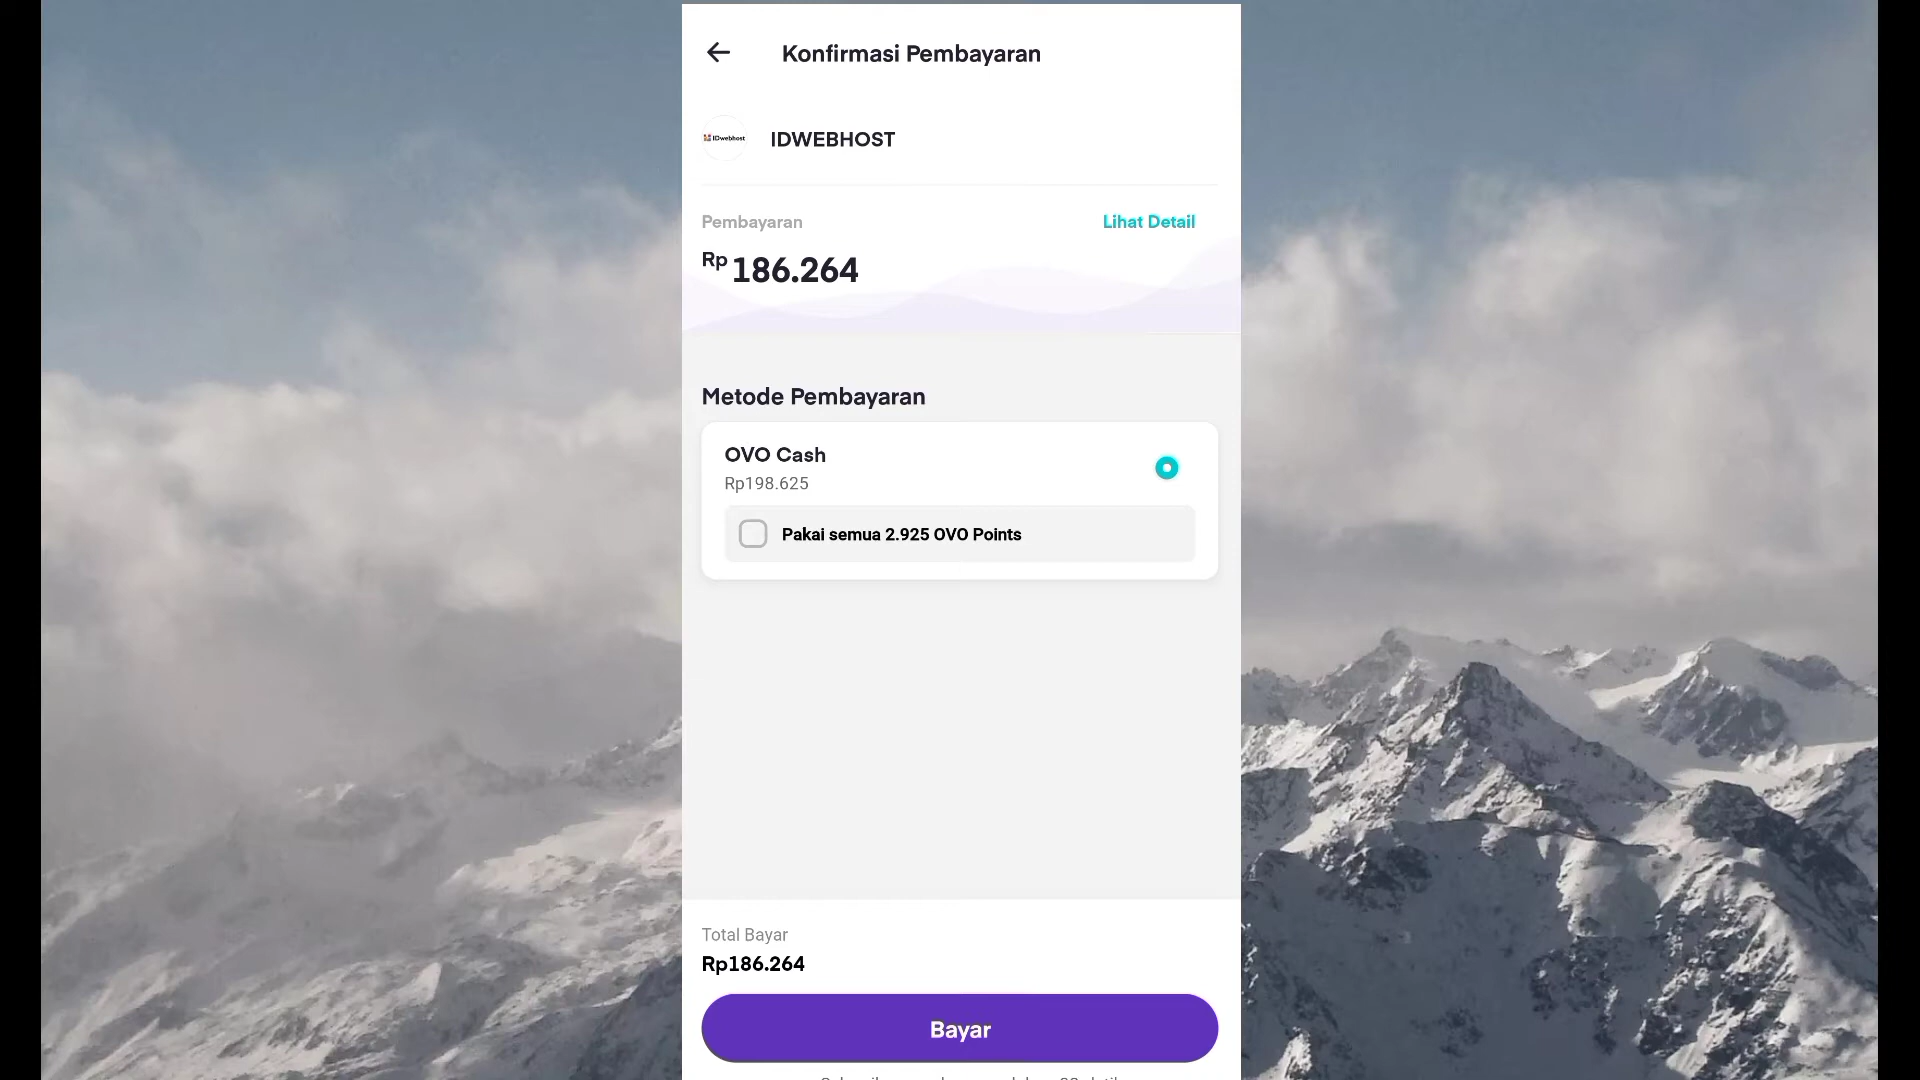 Konfirmasi Pembayaran
IDwebhost
IDWEBHOST
Pembayaran
Lihat Detail
Rp 186.264
Metode Pembayaran
OVO Cash
Rp198.625
Pakai semua 2.925 OVO Points
Total Bayar
Rp186.264
Bayar